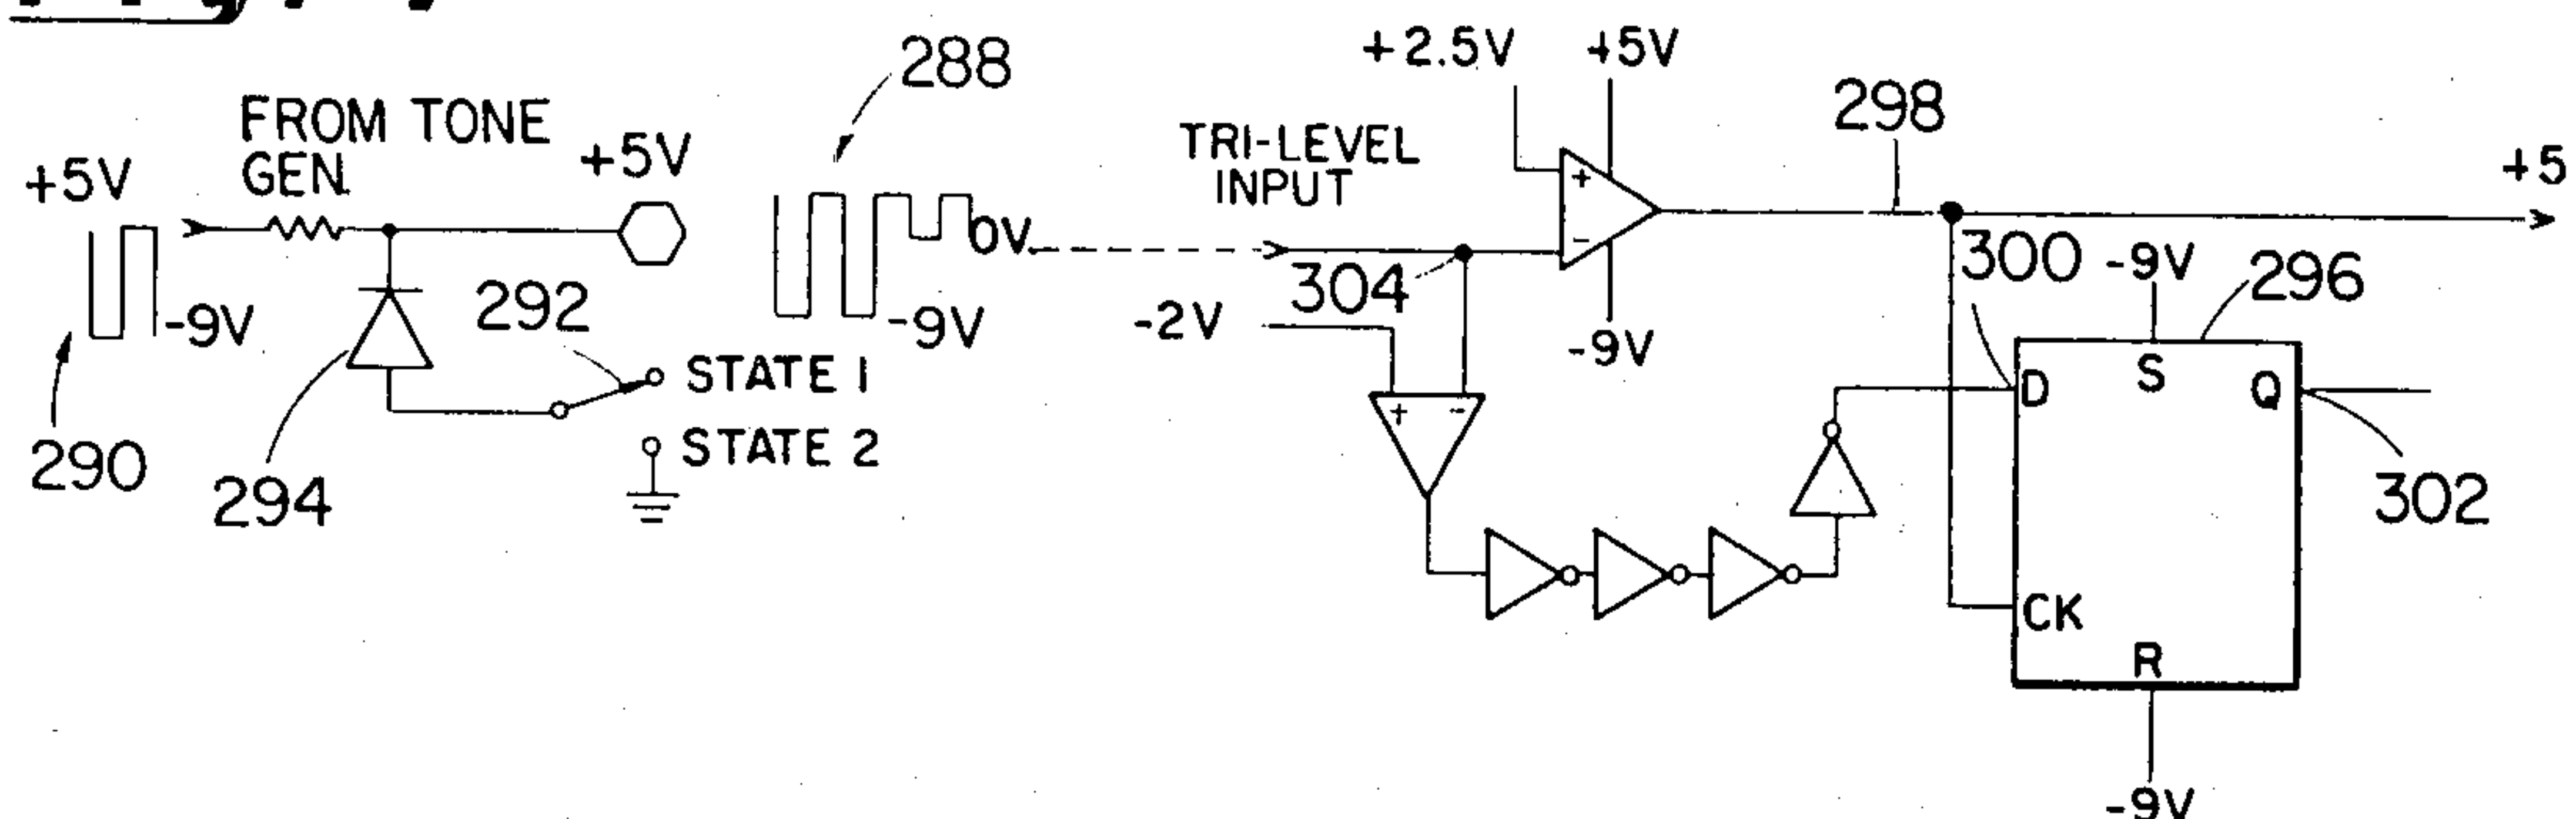 +2.5V +5V
288
298
FROM TONE
GEN.
+5V
+5V
TRI-LEVEL
INPUT
+5
+
-
0V
304
300
-9V
296
292
-9V
-9V
-2V
-9V
STATE 1
D
S
Q
+ -
290
294
STATE 2
302
CK
R
-9V